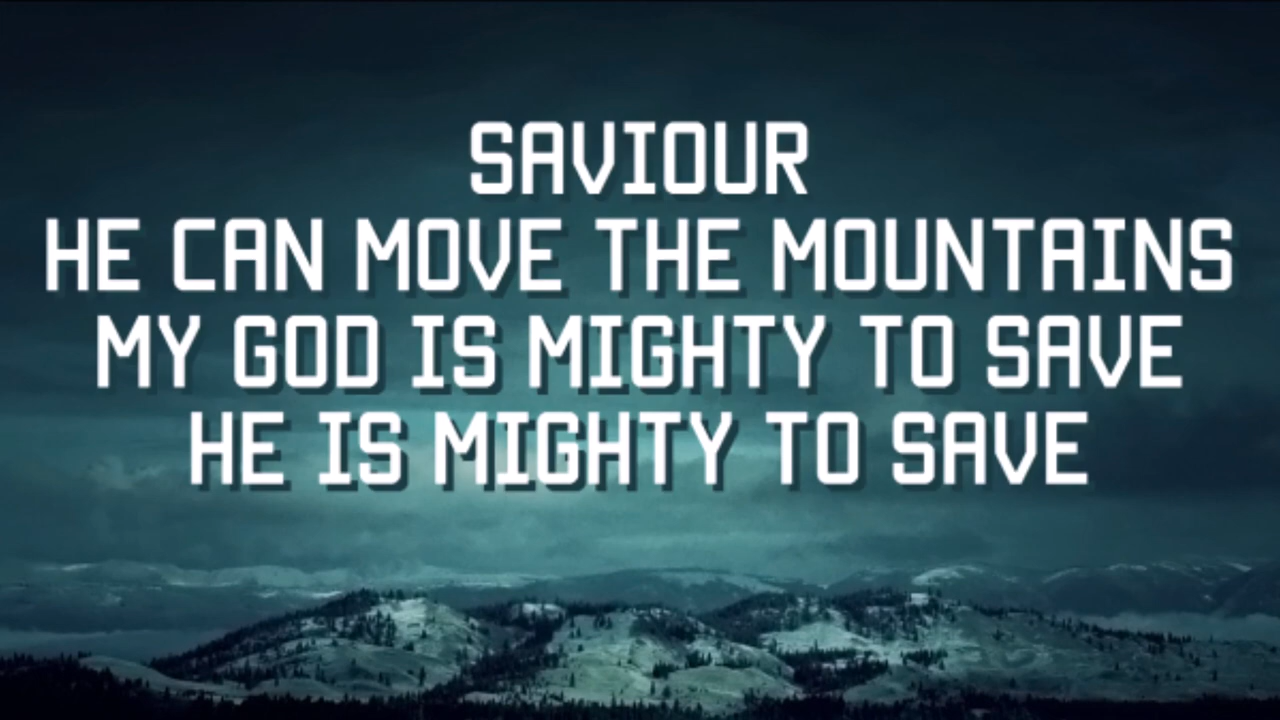 SAVIOUR
HE CAN MOVE THE MOUNTAINS
MY GOD IS MIGHTY TO SAVE
HE IS MIGHTY TO SAVE